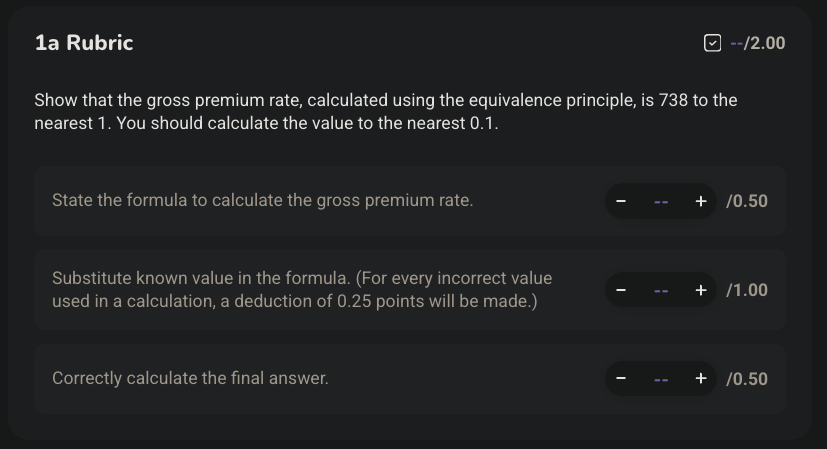 1a Rubric
--/2.00
Show that the gross premium rate, calculated using the equivalence principle, is 738 to the
nearest 1. You should calculate the value to the nearest 0.1.
State the formula to calculate the gross premium rate.
− -- + /0.50
Substitute known value in the formula. (For every incorrect value
used in a calculation, a deduction of 0.25 points will be made.)
− -- + /1.00
Correctly calculate the final answer.
− -- + /0.50